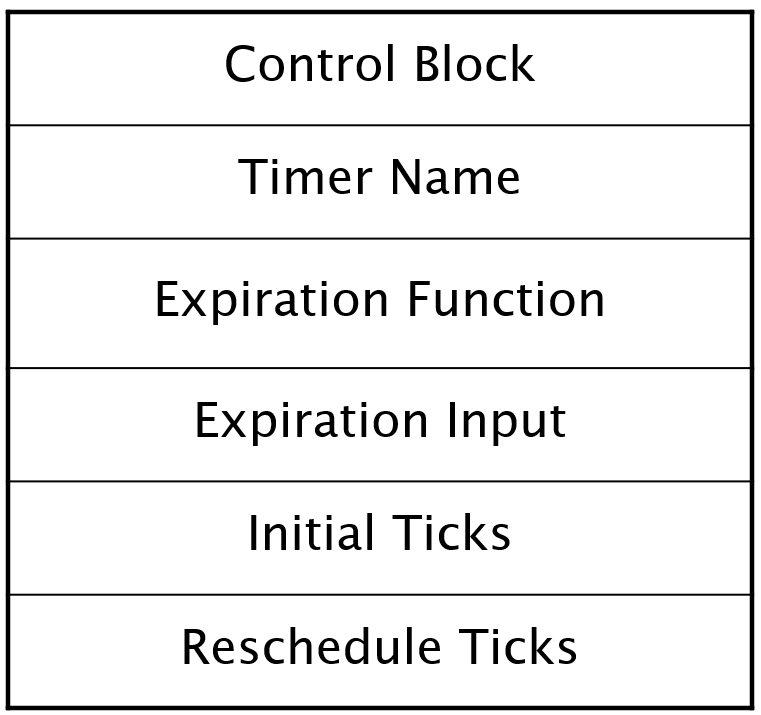 Control Block
Timer Name
Expiration Function
Expiration Input
Initial Ticks
Reschedule Ticks